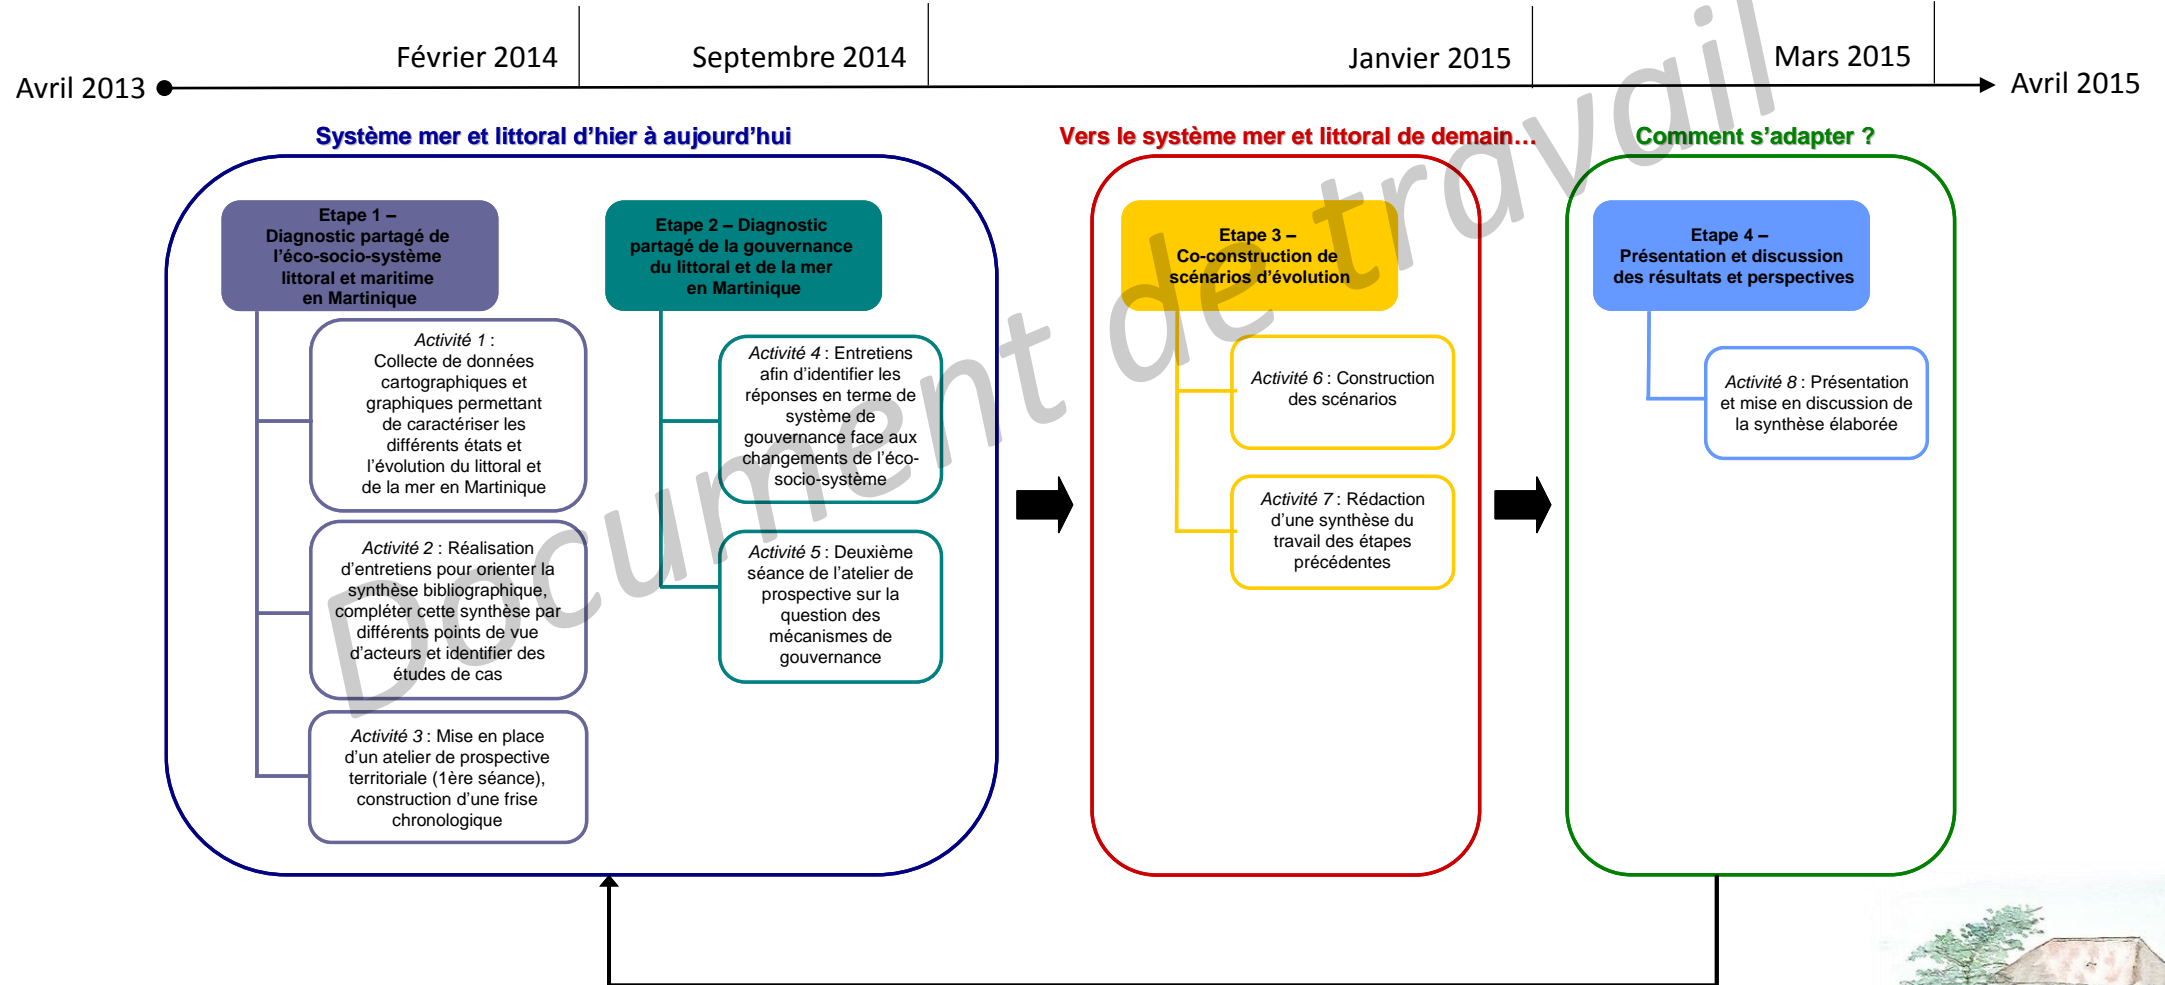 Avril 2013
Février 2014
Septembre 2014
Janvier 2015
Mars 2015
Avril 2015
Système mer et littoral d'hier à aujourd'hui
Etape 1 –
Diagnostic partagé de
l'éco-socio-système
littoral et maritime
en Martinique
Activité 1 :
Collecte de données
cartographiques et
graphiques permettant
de caractériser les
différents états et
l'évolution du littoral et
de la mer en Martinique
Activité 2 : Réalisation
d'entretiens pour orienter la
synthèse bibliographique,
compléter cette synthèse par
différents points de vue
d'acteurs et identifier des
études de cas
Activité 3 : Mise en place
d'un atelier de prospective
territoriale (1ère séance),
construction d'une frise
chronologique
Etape 2 – Diagnostic
partagé de la gouvernance
du littoral et de la mer
en Martinique
Activité 4 : Entretiens
afin d'identifier les
réponses en terme de
système de
gouvernance face aux
changements de l'éco-
socio-système
Activité 5 : Deuxième
séance de l'atelier de
prospective sur la
question des
mécanismes de
gouvernance
Vers le système mer et littoral de demain…
Etape 3 –
Co-construction de
scénarios d'évolution
Activité 6 : Construction
des scénarios
Activité 7 : Rédaction
d'une synthèse du
travail des étapes
précédentes
Comment s'adapter ?
Etape 4 –
Présentation et discussion
des résultats et perspectives
Activité 8 : Présentation
et mise en discussion de
la synthèse élaborée
Document de travail